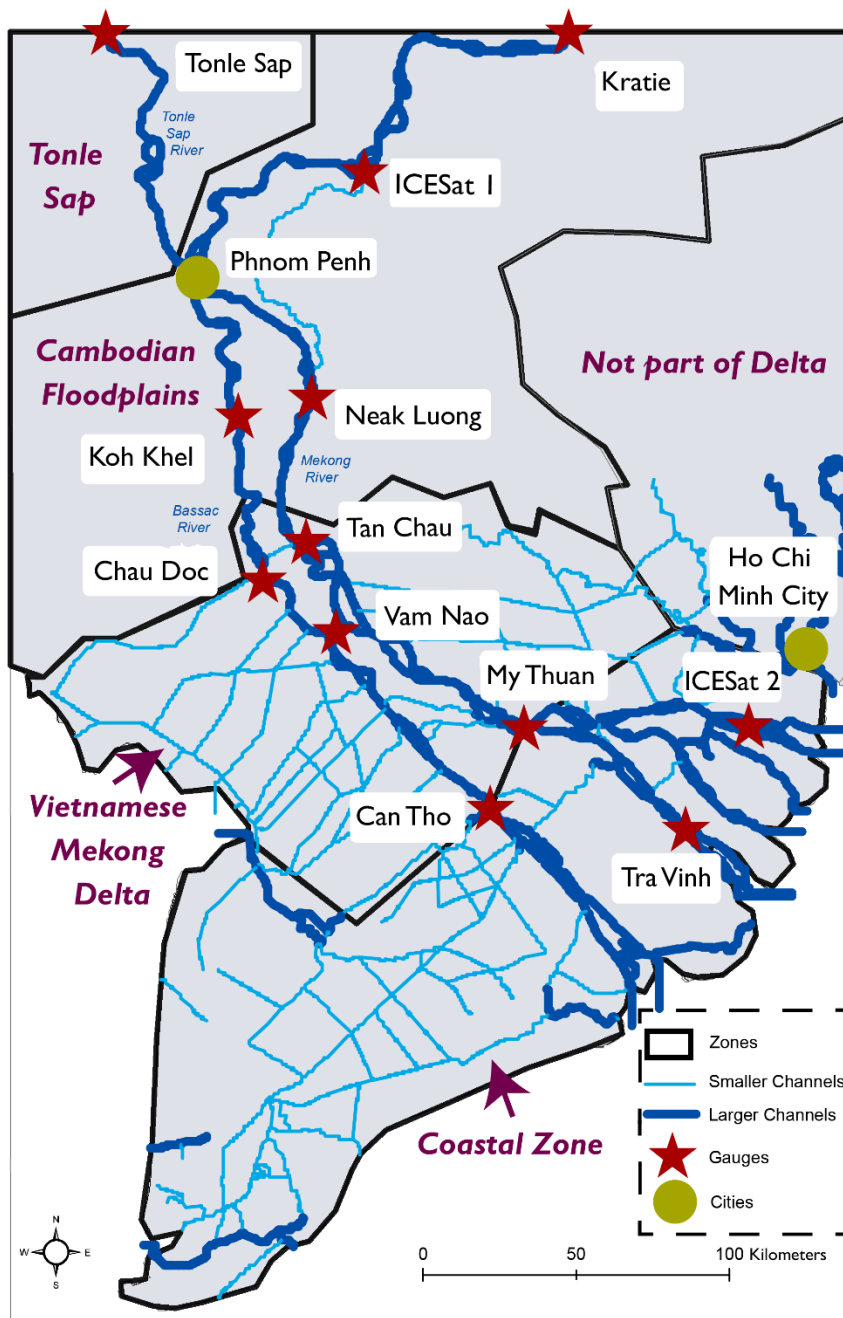 Tonle Sap
Kratie
Tonle
Sap
River
Tonle
Sap
ICESat 1
Phnom Penh
Cambodian
Floodplains
Not part of Delta
Neak Luong
Koh Khel
Mekong
River
Bassac
River
Tan Chau
Chau Doc
Ho Chi
Minh City
Vam Nao
My Thuan
ICESat 2
Vietnamese
Mekong
Delta
Can Tho
Tra Vinh
Coastal Zone
Zones
Smaller Channels
Larger Channels
Gauges
Cities
N
W E
S
0 50 100 Kilometers